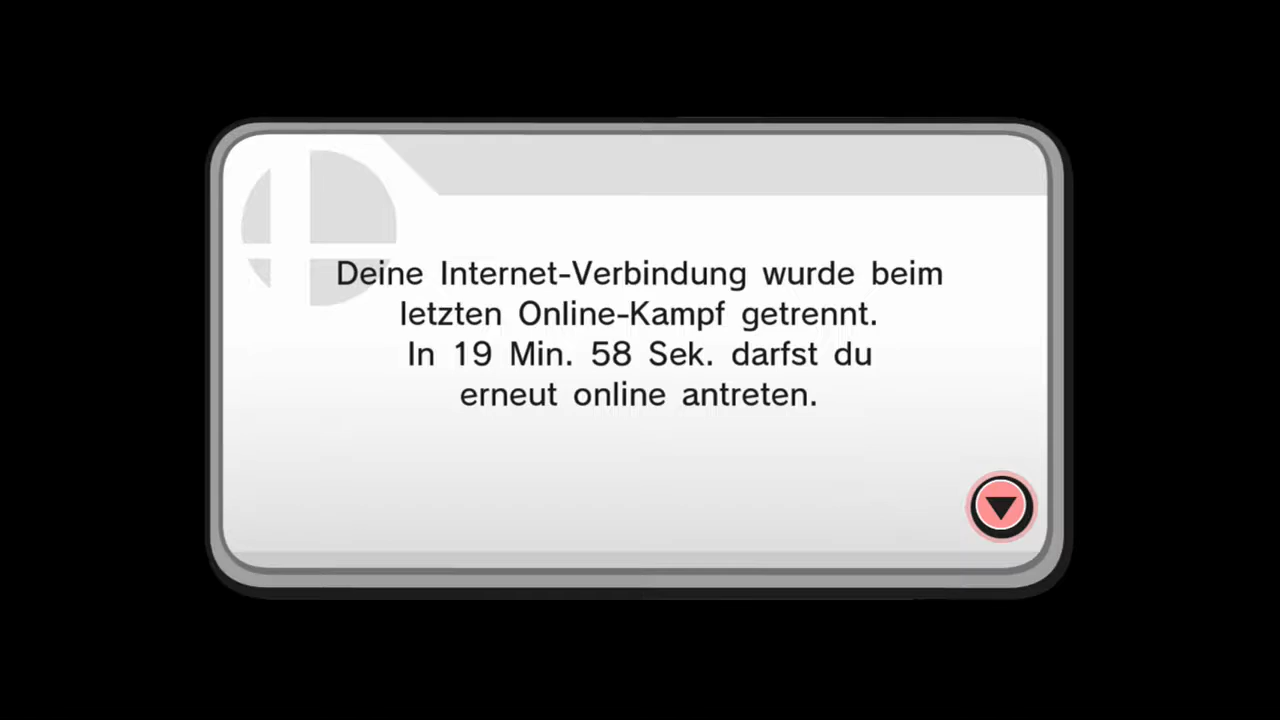 Deine Internet-Verbindung wurde beim
letzten Online-Kampf getrennt.
In 19 Min. 58 Sek. darfst du
erneut online antreten.